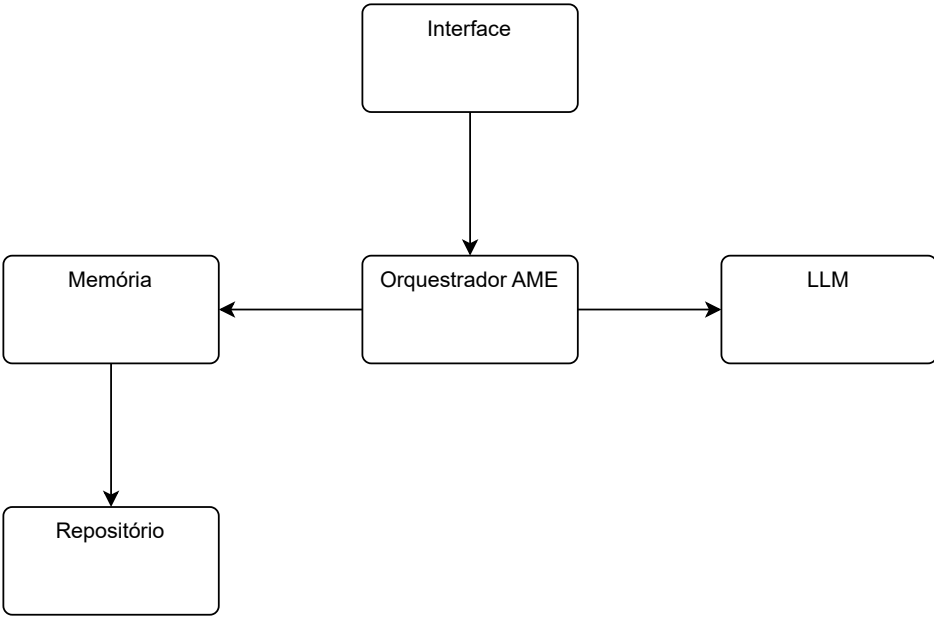 Interface
Memória
Orquestrador AME
LLM
Repositório